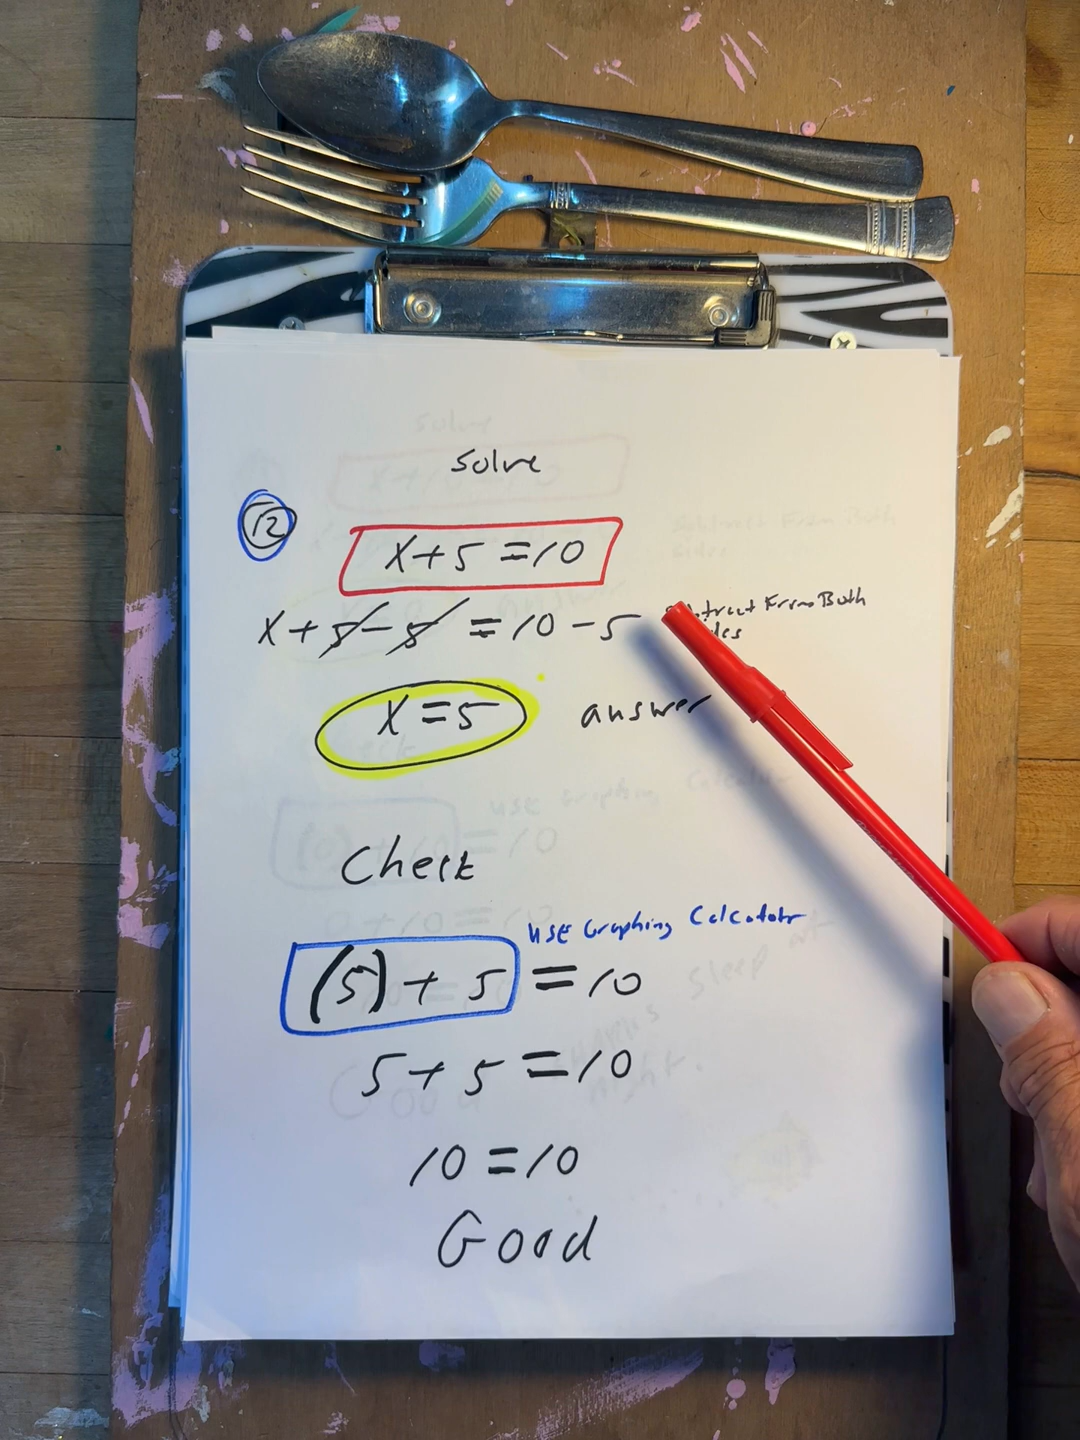 Solve
12
x+5=10
x+5-5=10-5
From Both
x=5 answer
Check
USE Graphing Calculator
(5)+5=10
5+5=10
10=10
Good